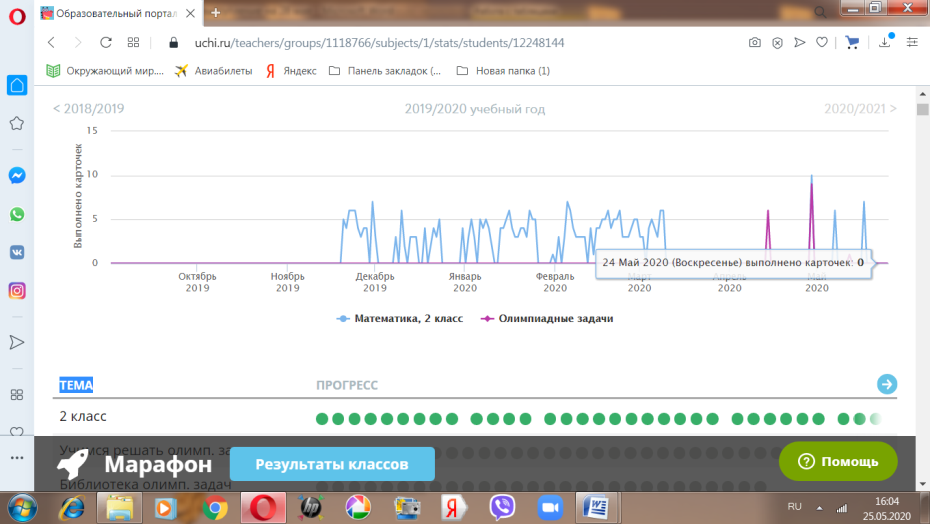 Образовательный портал
uchi.ru/teachers/groups/1118766/subjects/1/stats/students/12248144
Окружающий мир.... Авиабилеты Яндекс Панель закладок (... Новая папка (1)
< 2018/2019 2019/2020 учебный год 2020/2021 >
Выполнено карточек
15
10
5
0
24 Май 2020 (Воскресенье) выполнено карточек: 0
Октябрь 2019
Ноябрь 2019
Декабрь 2019
Январь 2020
Февраль 2020
Март 2020
Апрель 2020
Май 2020
Математика, 2 класс Олимпиадные задачи
ТЕМА ПРОГРЕСС
2 класс
Учимся решать олимп. за
Марафон Результаты классов Помощь
Библиотека олимп. задач
RU 16:04
25.05.2020